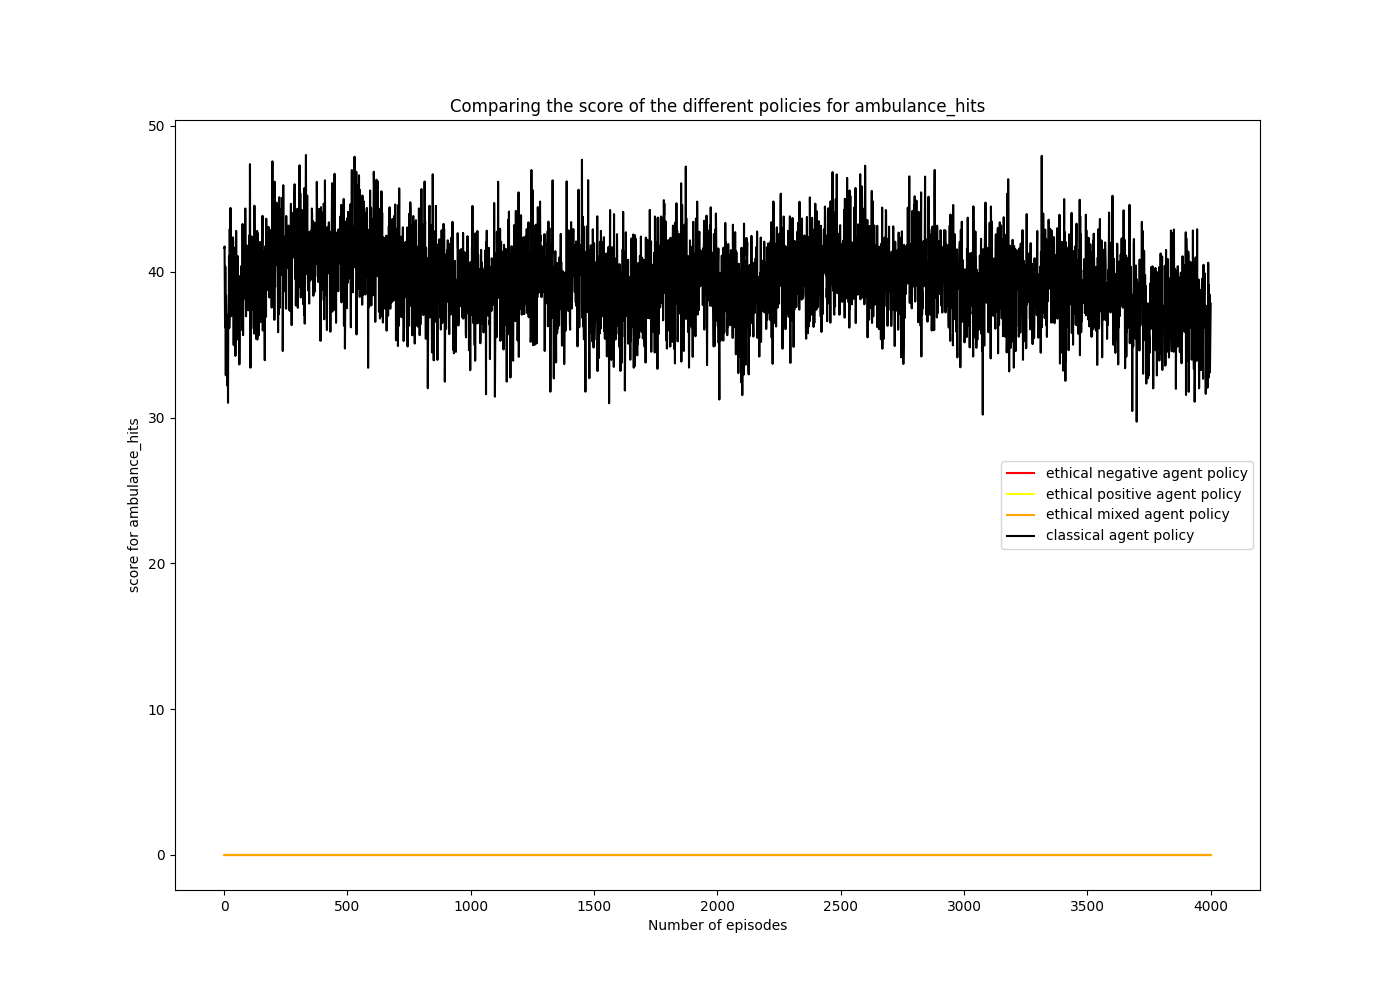 Comparing the score of the different policies for ambulance_hits
50
40
30
20
10
0
score for ambulance_hits
ethical negative agent policy
ethical positive agent policy
ethical mixed agent policy
classical agent policy
0 500 1000 1500 2000 2500 3000 3500 4000
Number of episodes